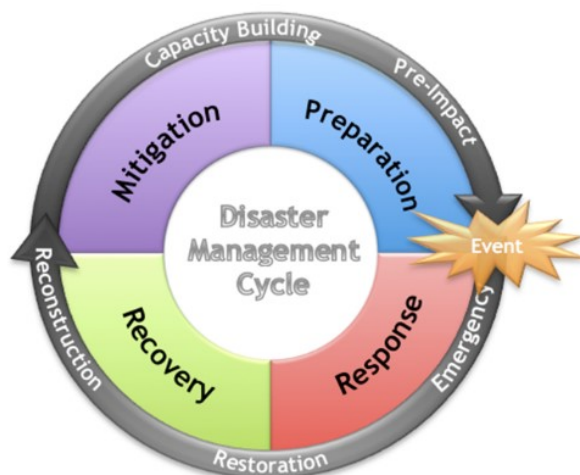 Capacity Building
Pre-Impact
Mitigation
Preparation
Disaster
Management
Cycle
Event
Reconstruction
Recovery
Response
Emergency
Restoration